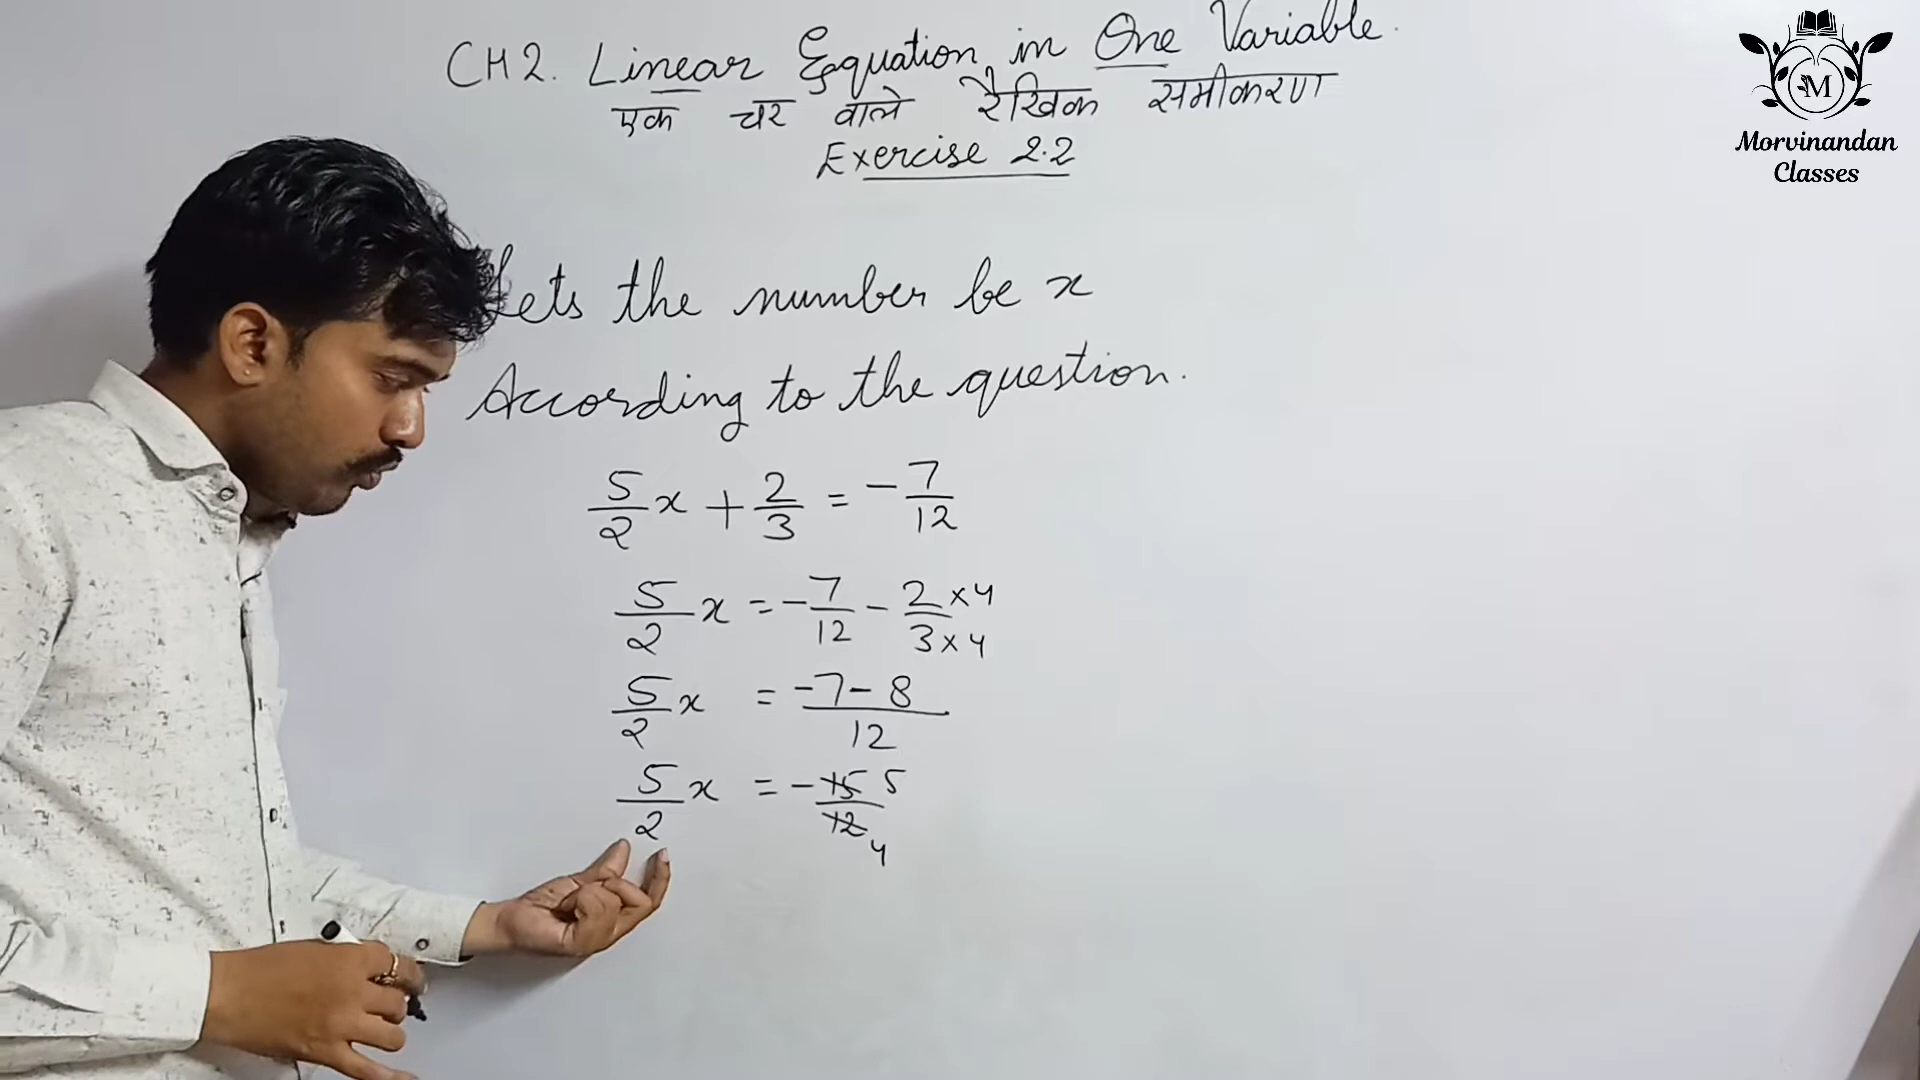 CH2. Linear Equation in One Variable.
एक चर वाले रैखिक समीकरण
Exercise 2.2
M
Morvinandan
Classes
Lets the number be x
According to the question.
5/2 x + 2/3 = -7/12
5/2 x = -7/12 - 2×4/3×4
5/2 x = -7-8/12
5/2 x = -15/12 5/4